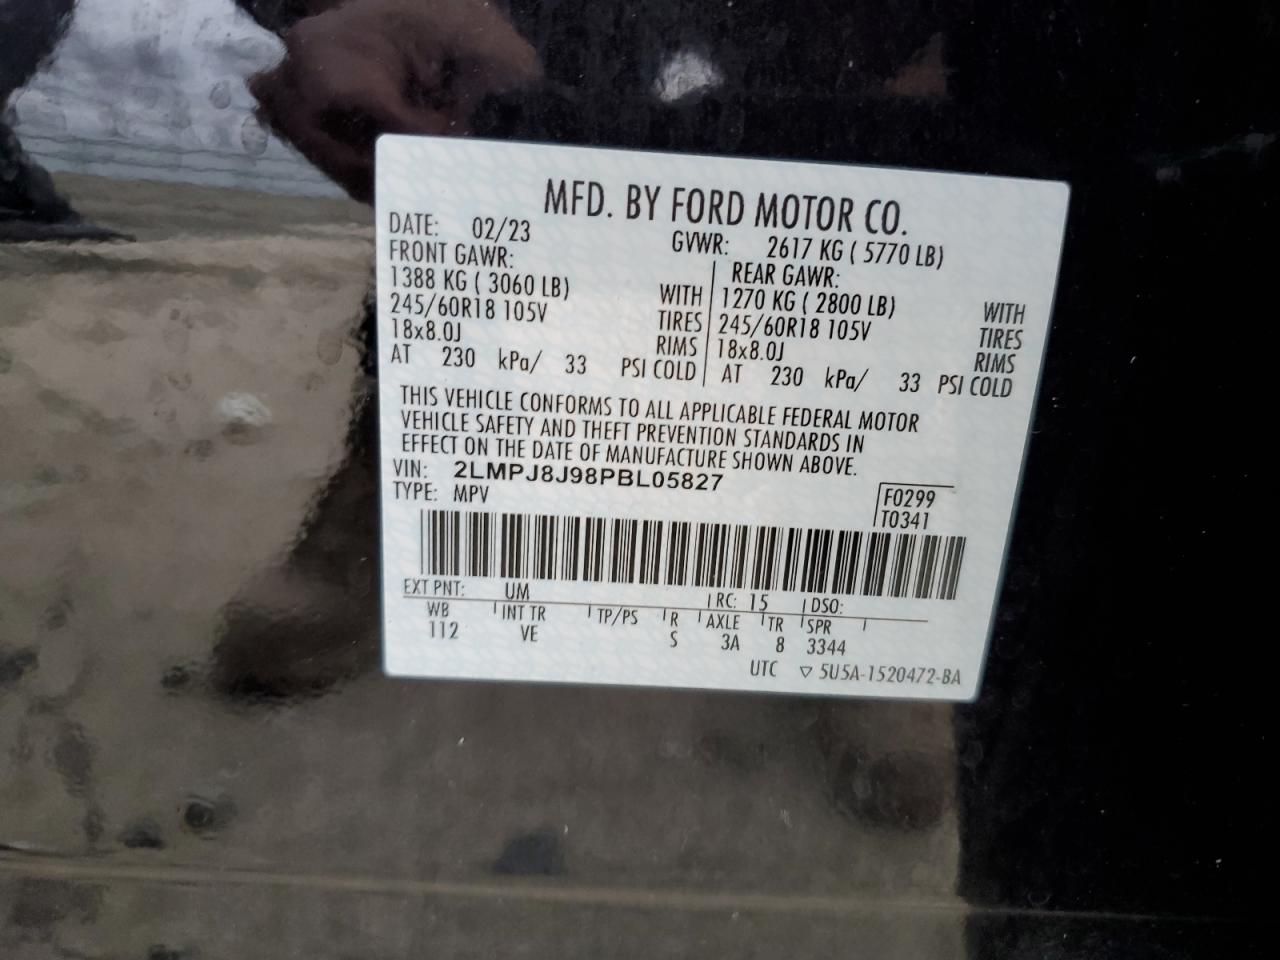 MFD. BY FORD MOTOR CO.
DATE: 02/23 GVWR: 2617 KG ( 5770 LB)
FRONT GAWR: REAR GAWR:
1388 KG ( 3060 LB) WITH 1270 KG ( 2800 LB) WITH
245/60R18 105V TIRES 245/60R18 105V TIRES
18x8.0J RIMS 18x8.0J RIMS
AT 230 kPa/ 33 PSI COLD AT 230 kPa/ 33 PSI COLD
THIS VEHICLE CONFORMS TO ALL APPLICABLE FEDERAL MOTOR
VEHICLE SAFETY AND THEFT PREVENTION STANDARDS IN
EFFECT ON THE DATE OF MANUFACTURE SHOWN ABOVE.
VIN: 2LMPJ8J98PBL05827
TYPE: MPV F0299
T0341
EXT PNT: UM RC: 15 DSO:
WB INT TR TP/PS R AXLE TR SPR
112 VE S 3A 8 3344
UTC ▽ 5U5A-1520472-BA